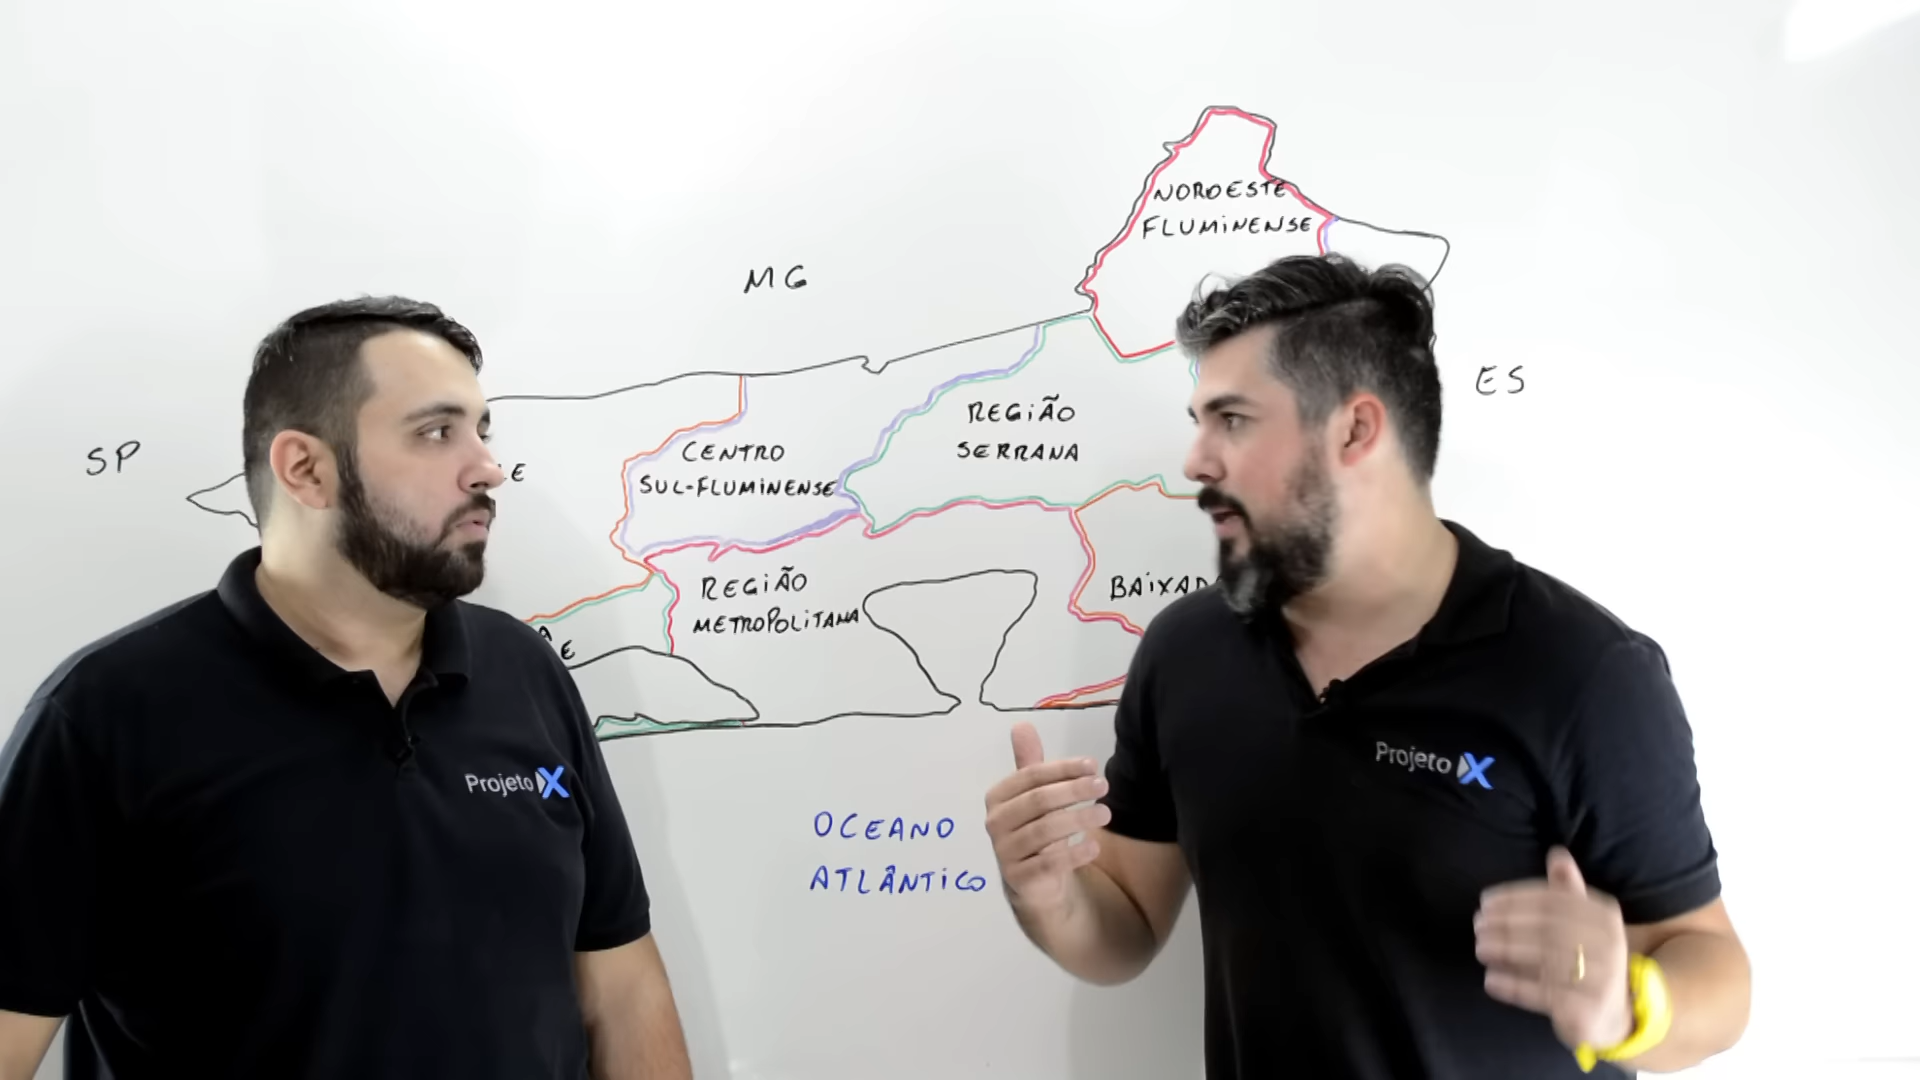 NOROESTE
FLUMINENSE
MG
ES
SP
REGIÃO
SERRANA
CENTRO
SUL-FLUMINENSE
REGIÃO
METROPOLITANA
OCEANO
ATLÂNTICO
Projeto X
Projeto X